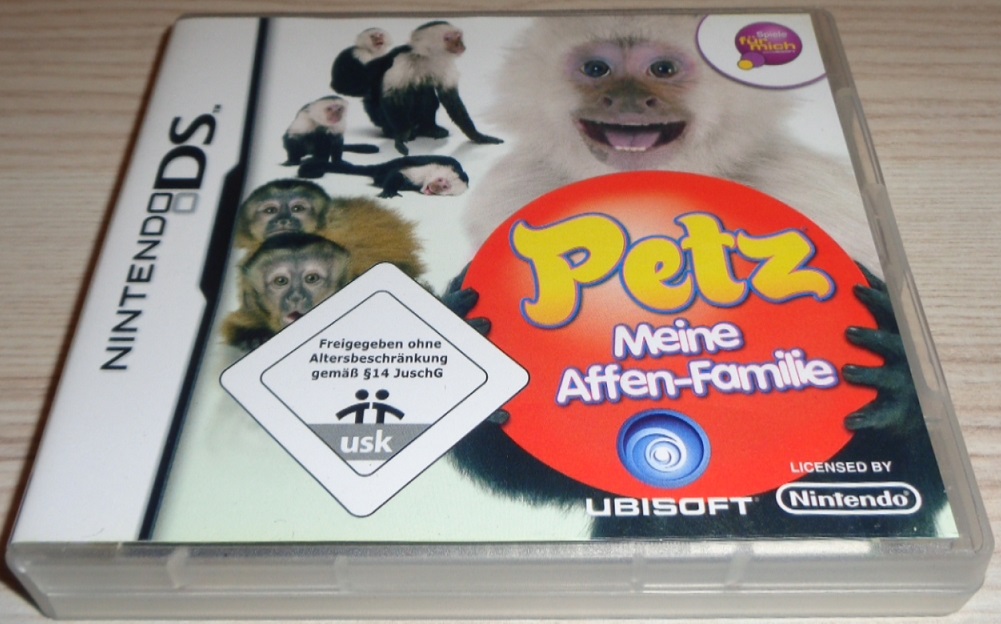 NINTENDO DS™
Spiele
für
mich
Petz
Meine
Affen-Familie
Freigegeben ohne
Altersbeschränkung
gemäß §14 JuschG
usk
UBISOFT
LICENSED BY
Nintendo®